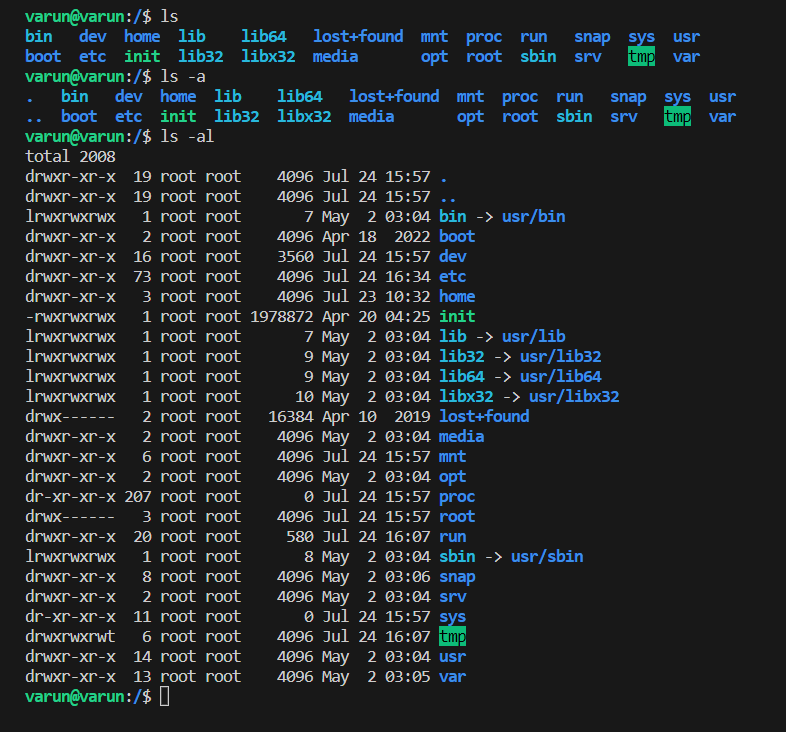 varun@varun:/$ ls
bin   dev  home  lib    lib64   lost+found  mnt  proc  run   snap  sys  usr
boot  etc  init  lib32  libx32  media       opt  root  sbin  srv   tmp  var
varun@varun:/$ ls -a
.   bin   dev  home  lib    lib64   lost+found  mnt  proc  run   snap  sys  usr
..  boot  etc  init  lib32  libx32  media       opt  root  sbin  srv   tmp  var
varun@varun:/$ ls -al
total 2008
drwxr-xr-x  19 root root    4096 Jul 24 15:57 .
drwxr-xr-x  19 root root    4096 Jul 24 15:57 ..
lrwxrwxrwx   1 root root       7 May  2 03:04 bin -> usr/bin
drwxr-xr-x   2 root root    4096 Apr 18  2022 boot
drwxr-xr-x  16 root root    3560 Jul 24 15:57 dev
drwxr-xr-x  73 root root    4096 Jul 24 16:34 etc
drwxr-xr-x   3 root root    4096 Jul 23 10:32 home
-rwxrwxrwx   1 root root 1978872 Apr 20 04:25 init
lrwxrwxrwx   1 root root       7 May  2 03:04 lib -> usr/lib
lrwxrwxrwx   1 root root       9 May  2 03:04 lib32 -> usr/lib32
lrwxrwxrwx   1 root root       9 May  2 03:04 lib64 -> usr/lib64
lrwxrwxrwx   1 root root      10 May  2 03:04 libx32 -> usr/libx32
drwx------   2 root root   16384 Apr 10  2019 lost+found
drwxr-xr-x   2 root root    4096 May  2 03:04 media
drwxr-xr-x   6 root root    4096 Jul 24 15:57 mnt
drwxr-xr-x   2 root root    4096 May  2 03:04 opt
dr-xr-xr-x 207 root root       0 Jul 24 15:57 proc
drwx------   3 root root    4096 Jul 24 15:57 root
drwxr-xr-x  20 root root     580 Jul 24 16:07 run
lrwxrwxrwx   1 root root       8 May  2 03:04 sbin -> usr/sbin
drwxr-xr-x   8 root root    4096 May  2 03:06 snap
drwxr-xr-x   2 root root    4096 May  2 03:04 srv
dr-xr-xr-x  11 root root       0 Jul 24 15:57 sys
drwxrwxrwt   6 root root    4096 Jul 24 16:07 tmp
drwxr-xr-x  14 root root    4096 May  2 03:04 usr
drwxr-xr-x  13 root root    4096 May  2 03:05 var
varun@varun:/$